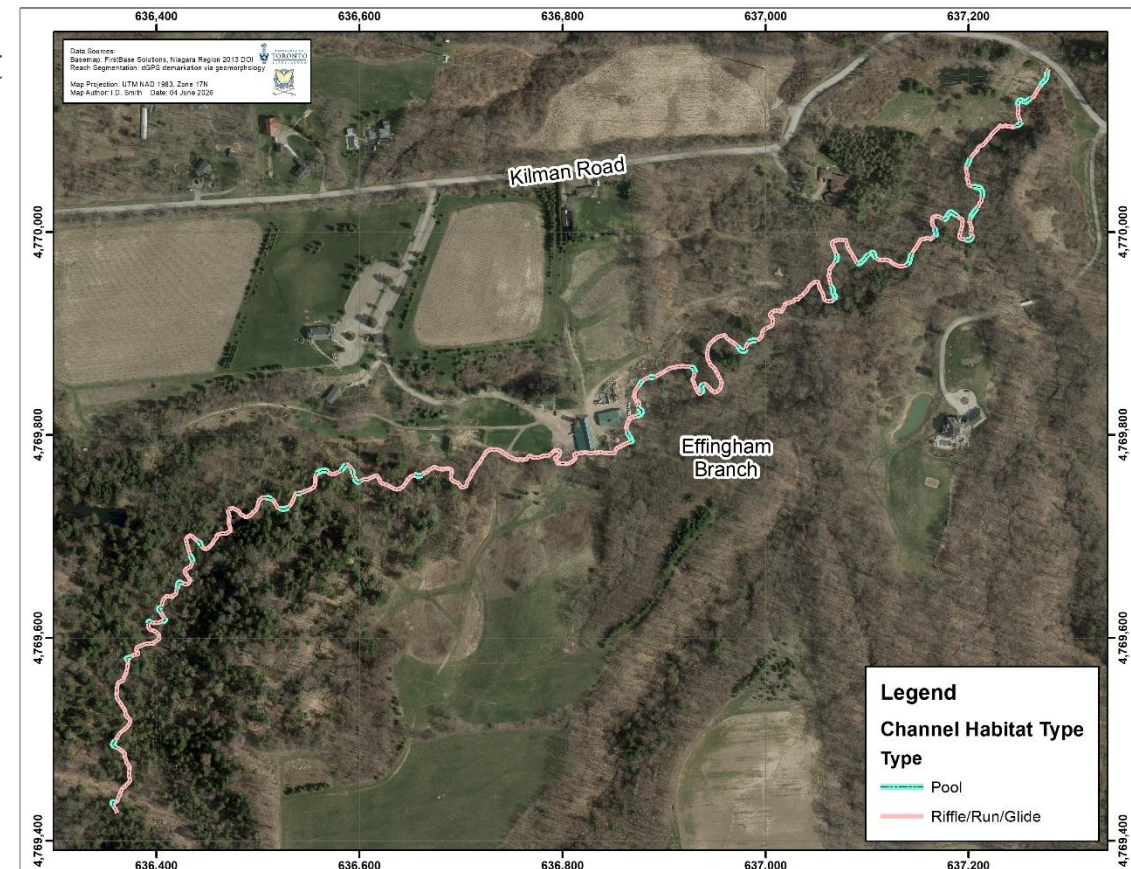 636,400 636,600 636,800 637,000 637,200
Data Sources:
Basemap: FirstBase Solutions, Niagara Region 2013 DOI
Reach Segmentation: dGPS demarkation via geomorphology
Map Projection: UTM NAD 1983, Zone 17N
Map Author: I.D. Smith Date: 04 June 2026
TORONTO
Kilman Road
4,770,000
4,770,000
4,769,800
4,769,800
Effingham
Branch
4,769,600
4,769,600
Legend
Channel Habitat Type
Type
Pool
Riffle/Run/Glide
4,769,400
4,769,400
636,400 636,600 636,800 637,000 637,200